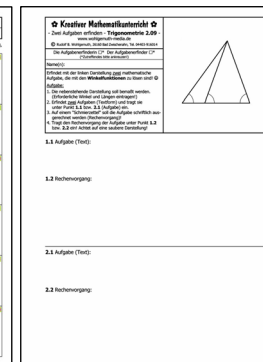 ✿ Kreativer Mathematikunterricht ✿
- Zwei Aufgaben erfinden - Trigonometrie 2.09 -
www.wohlgemuth-media.de
Die Aufgabenerfinderin □* Der Aufgabenerfinder □*
(*Zutreffendes bitte ankreuzen!)
Name(n):
Erfindet mit der linken Darstellung zwei mathematische
Aufgabe, die mit den Winkelfunktionen zu lösen sind! ☺
Aufgabe:
1. Die nebenstehende Darstellung soll bemaßt werden.
(Erforderliche Winkel und Längen eintragen!)
2. Erfindet zwei Aufgaben (Textform) und tragt sie
unter Punkt 1.1 bzw. 2.1 (Aufgabe) ein.
3. Auf einem "Schmierzettel" soll die Aufgabe schriftlich aus-
gerechnet werden (Rechenvorgang)!
4. Tragt den Rechenvorgang der Aufgabe unter Punkt 1.2
bzw. 2.2 ein! Achtet auf eine saubere Darstellung!
1.1 Aufgabe (Text):
1.2 Rechenvorgang:
2.1 Aufgabe (Text):
2.2 Rechenvorgang: